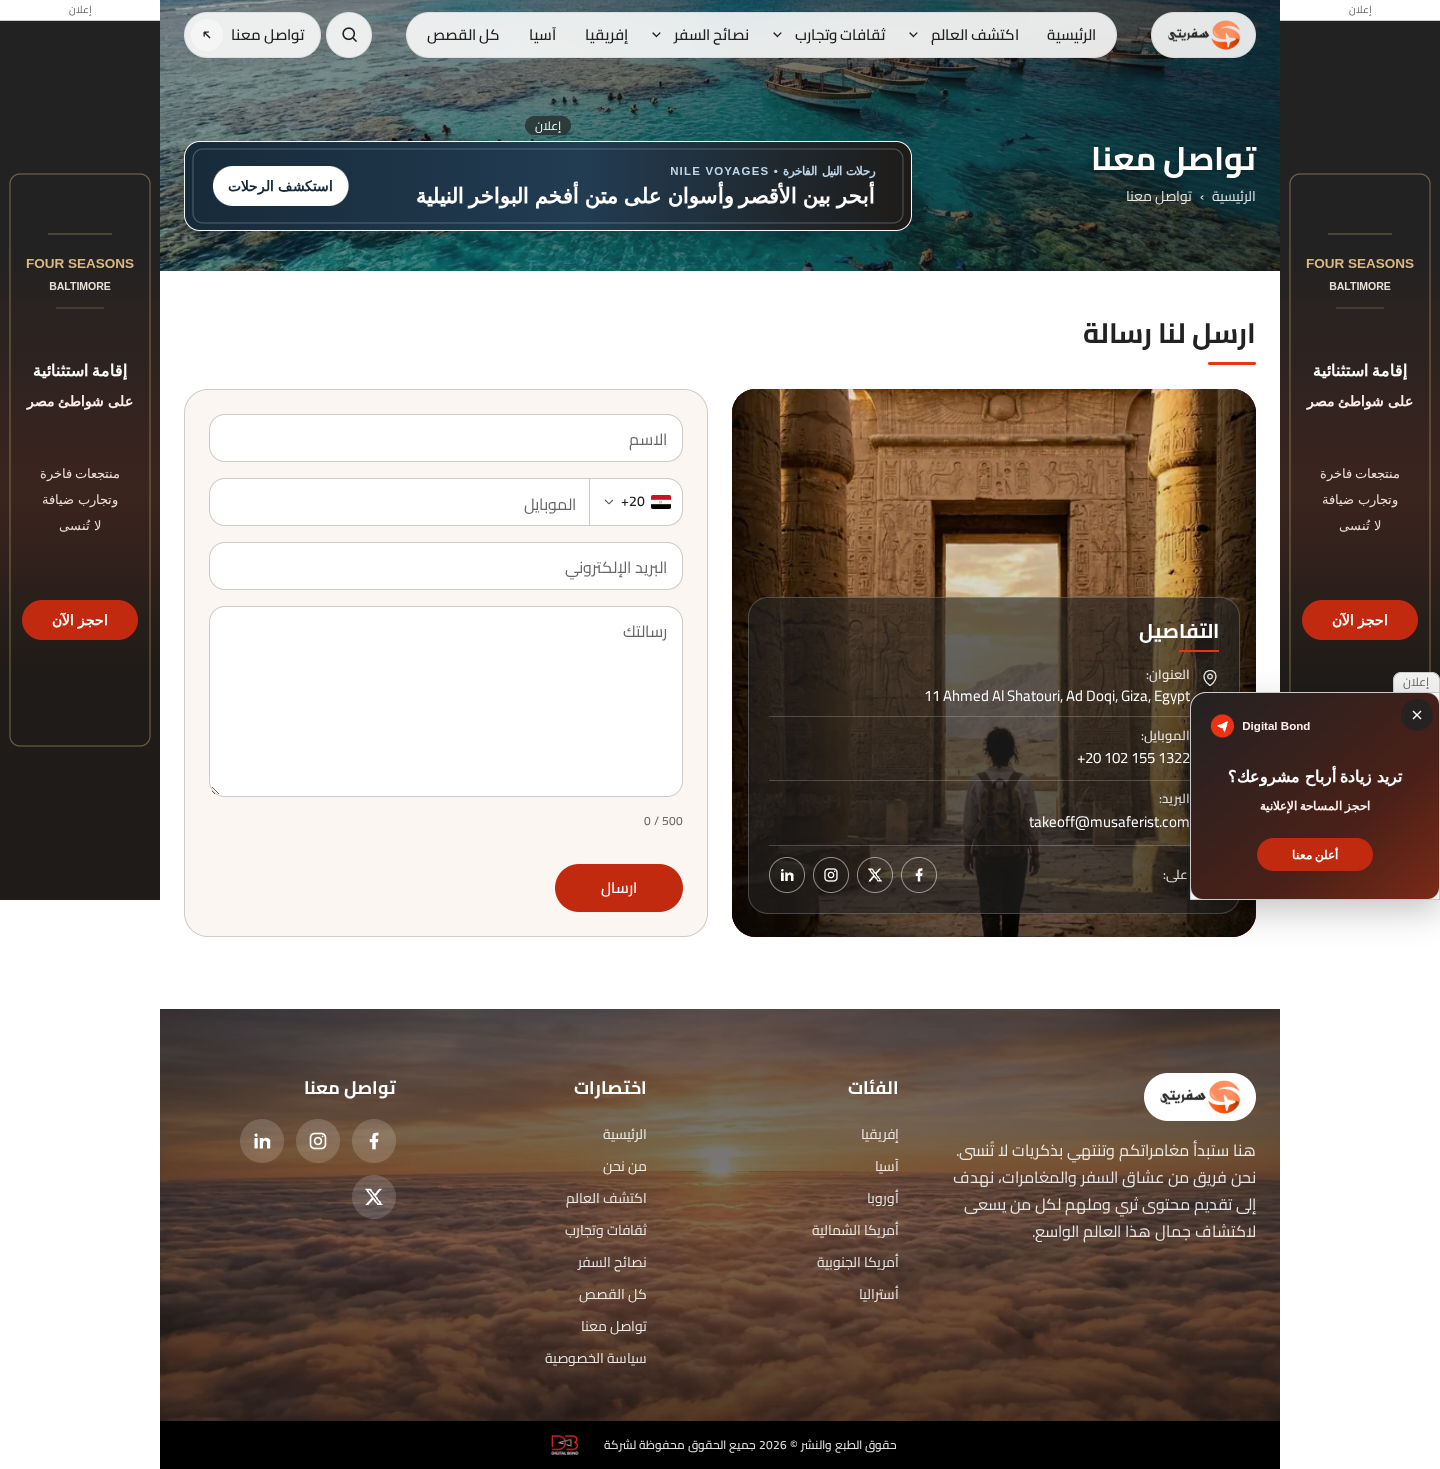 إعلان
إعلان
سفريتي
الرئيسية
اكتشف العالم
ثقافات وتجارب
نصائح السفر
إفريقيا
آسيا
كل القصص
تواصل معنا
تواصل معنا
الرئيسية › تواصل معنا
إعلان
رحلات النيل الفاخرة • NILE VOYAGES
أبحر بين الأقصر وأسوان على متن أفخم البواخر النيلية
استكشف الرحلات
FOUR SEASONS
BALTIMORE
إقامة استثنائية
على شواطئ مصر
منتجعات فاخرة
وتجارب ضيافة
لا تُنسى
احجز الآن
FOUR SEASONS
BALTIMORE
إقامة استثنائية
على شواطئ مصر
منتجعات فاخرة
وتجارب ضيافة
لا تُنسى
احجز الآن
ارسل لنا رسالة
التفاصيل
العنوان:
11 Ahmed Al Shatouri, Ad Doqi, Giza, Egypt
الموبايل:
+20 102 155 1322
البريد:
takeoff@musaferist.com
على:
الاسم
+20
الموبايل
البريد الإلكتروني
رسالتك
0 / 500
ارسال
إعلان
Digital Bond
تريد زيادة أرباح مشروعك؟
احجز المساحة الإعلانية
أعلن معنا
سفريتي
هنا ستبدأ مغامراتكم وتنتهي بذكريات لا تُنسى.
نحن فريق من عشاق السفر والمغامرات، نهدف
إلى تقديم محتوى ثري وملهم لكل من يسعى
لاكتشاف جمال هذا العالم الواسع.
الفئات
إفريقيا
آسيا
أوروبا
أمريكا الشمالية
أمريكا الجنوبية
أستراليا
اختصارات
الرئيسية
من نحن
اكتشف العالم
ثقافات وتجارب
نصائح السفر
كل القصص
تواصل معنا
سياسة الخصوصية
تواصل معنا
حقوق الطبع والنشر © 2026 جميع الحقوق محفوظة لشركة
DIGITAL BOND